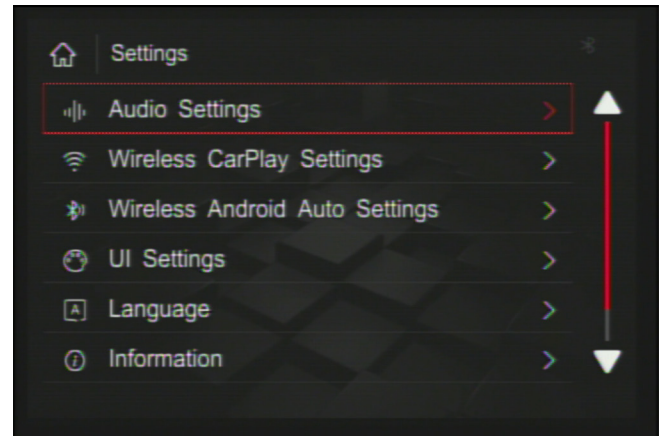 Settings
Audio Settings
Wireless CarPlay Settings
Wireless Android Auto Settings
UI Settings
A Language
Information